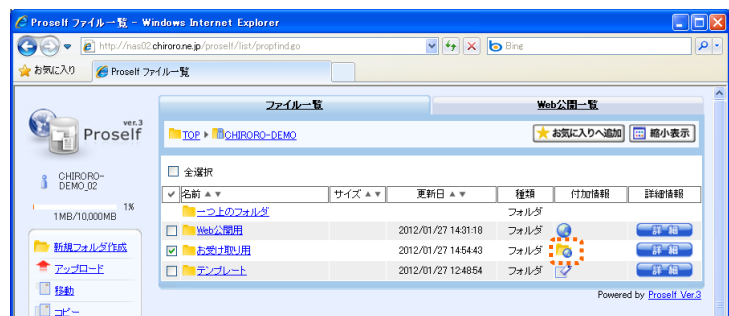 Proself ファイル一覧 - Windows Internet Explorer
http://nas02.chiroro.ne.jp/proself/list/propfind.go
Bing
お気に入り
Proself ファイル一覧
ファイル一覧
Web公開一覧
ver.3
Proself
TOP
CHIRORO-DEMO
お気に入りへ追加
縮小表示
CHIRORO-
DEMO_02
1%
1MB/10,000MB
全選択
名前 ▲▼ サイズ ▲▼ 更新日 ▲▼ 種類 付加情報 詳細情報
一つ上のフォルダ フォルダ
Web公開用 2012/01/27 14:31:18 フォルダ 詳細
お受け取り用 2012/01/27 14:54:43 フォルダ 詳細
テンプレート 2012/01/27 12:48:54 フォルダ 詳細
新規フォルダ作成
アップロード
移動
コピー
Powered by Proself Ver.3